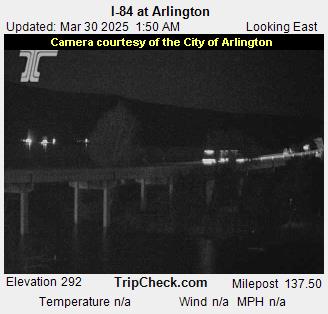 I-84 at Arlington
Updated: Mar 30 2025 1:50 AM Looking East
Camera courtesy of the City of Arlington
Elevation 292 TripCheck.com Milepost 137.50
Temperature n/a Wind n/a MPH n/a